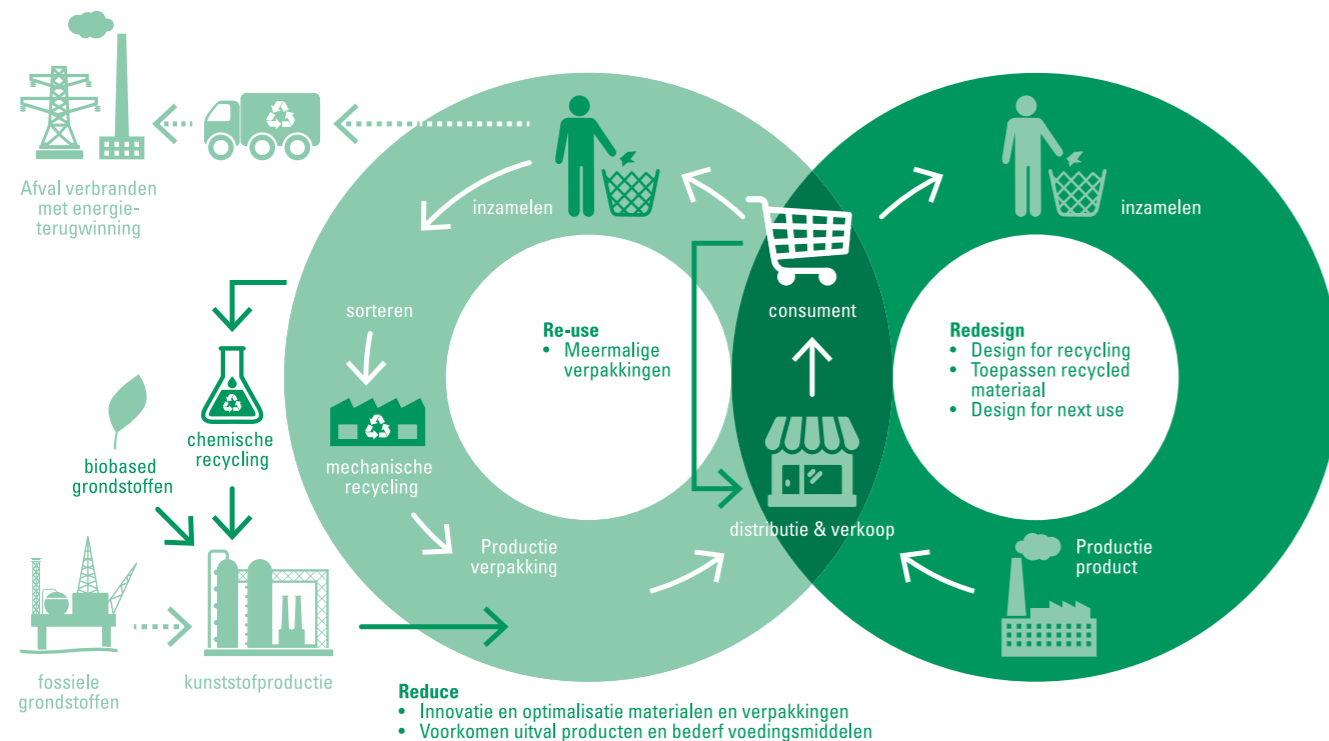 Afval verbranden
met energie-
terugwinning
inzamelen
inzamelen
sorteren
consument
Re-use
• Meermalige
verpakkingen
Redesign
• Design for recycling
• Toepassen recycled
materiaal
• Design for next use
chemische
recycling
biobased
grondstoffen
mechanische
recycling
distributie & verkoop
Productie
verpakking
Productie
product
fossiele
grondstoffen
kunststofproductie
Reduce
• Innovatie en optimalisatie materialen en verpakkingen
• Voorkomen uitval producten en bederf voedingsmiddelen